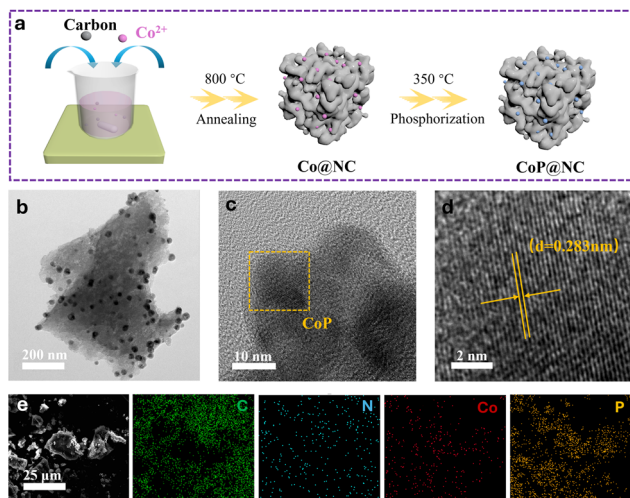 a
Carbon Co²⁺
800 °C
Annealing
350 °C
Phosphorization
Co@NC
CoP@NC
b
200 nm
c
CoP
10 nm
d
(d=0.283nm)
2 nm
e
25 μm
C
N
Co
P